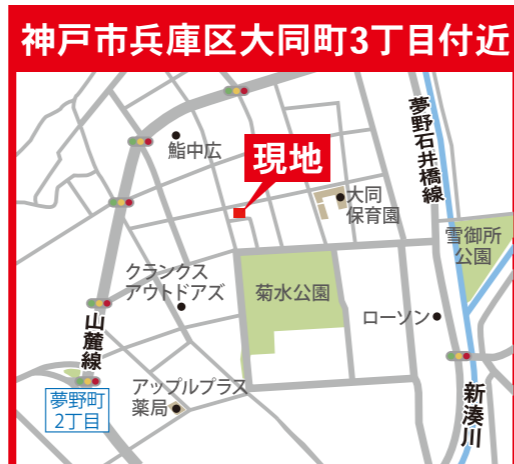 神戸市兵庫区大同町3丁目付近
夢野石井橋線
鮨中広
現地
大同
保育園
雪御所
公園
クランクス
アウトドアズ
菊水公園
ローソン
山麓線
夢野町
2丁目
アップルプラス
薬局
新湊川